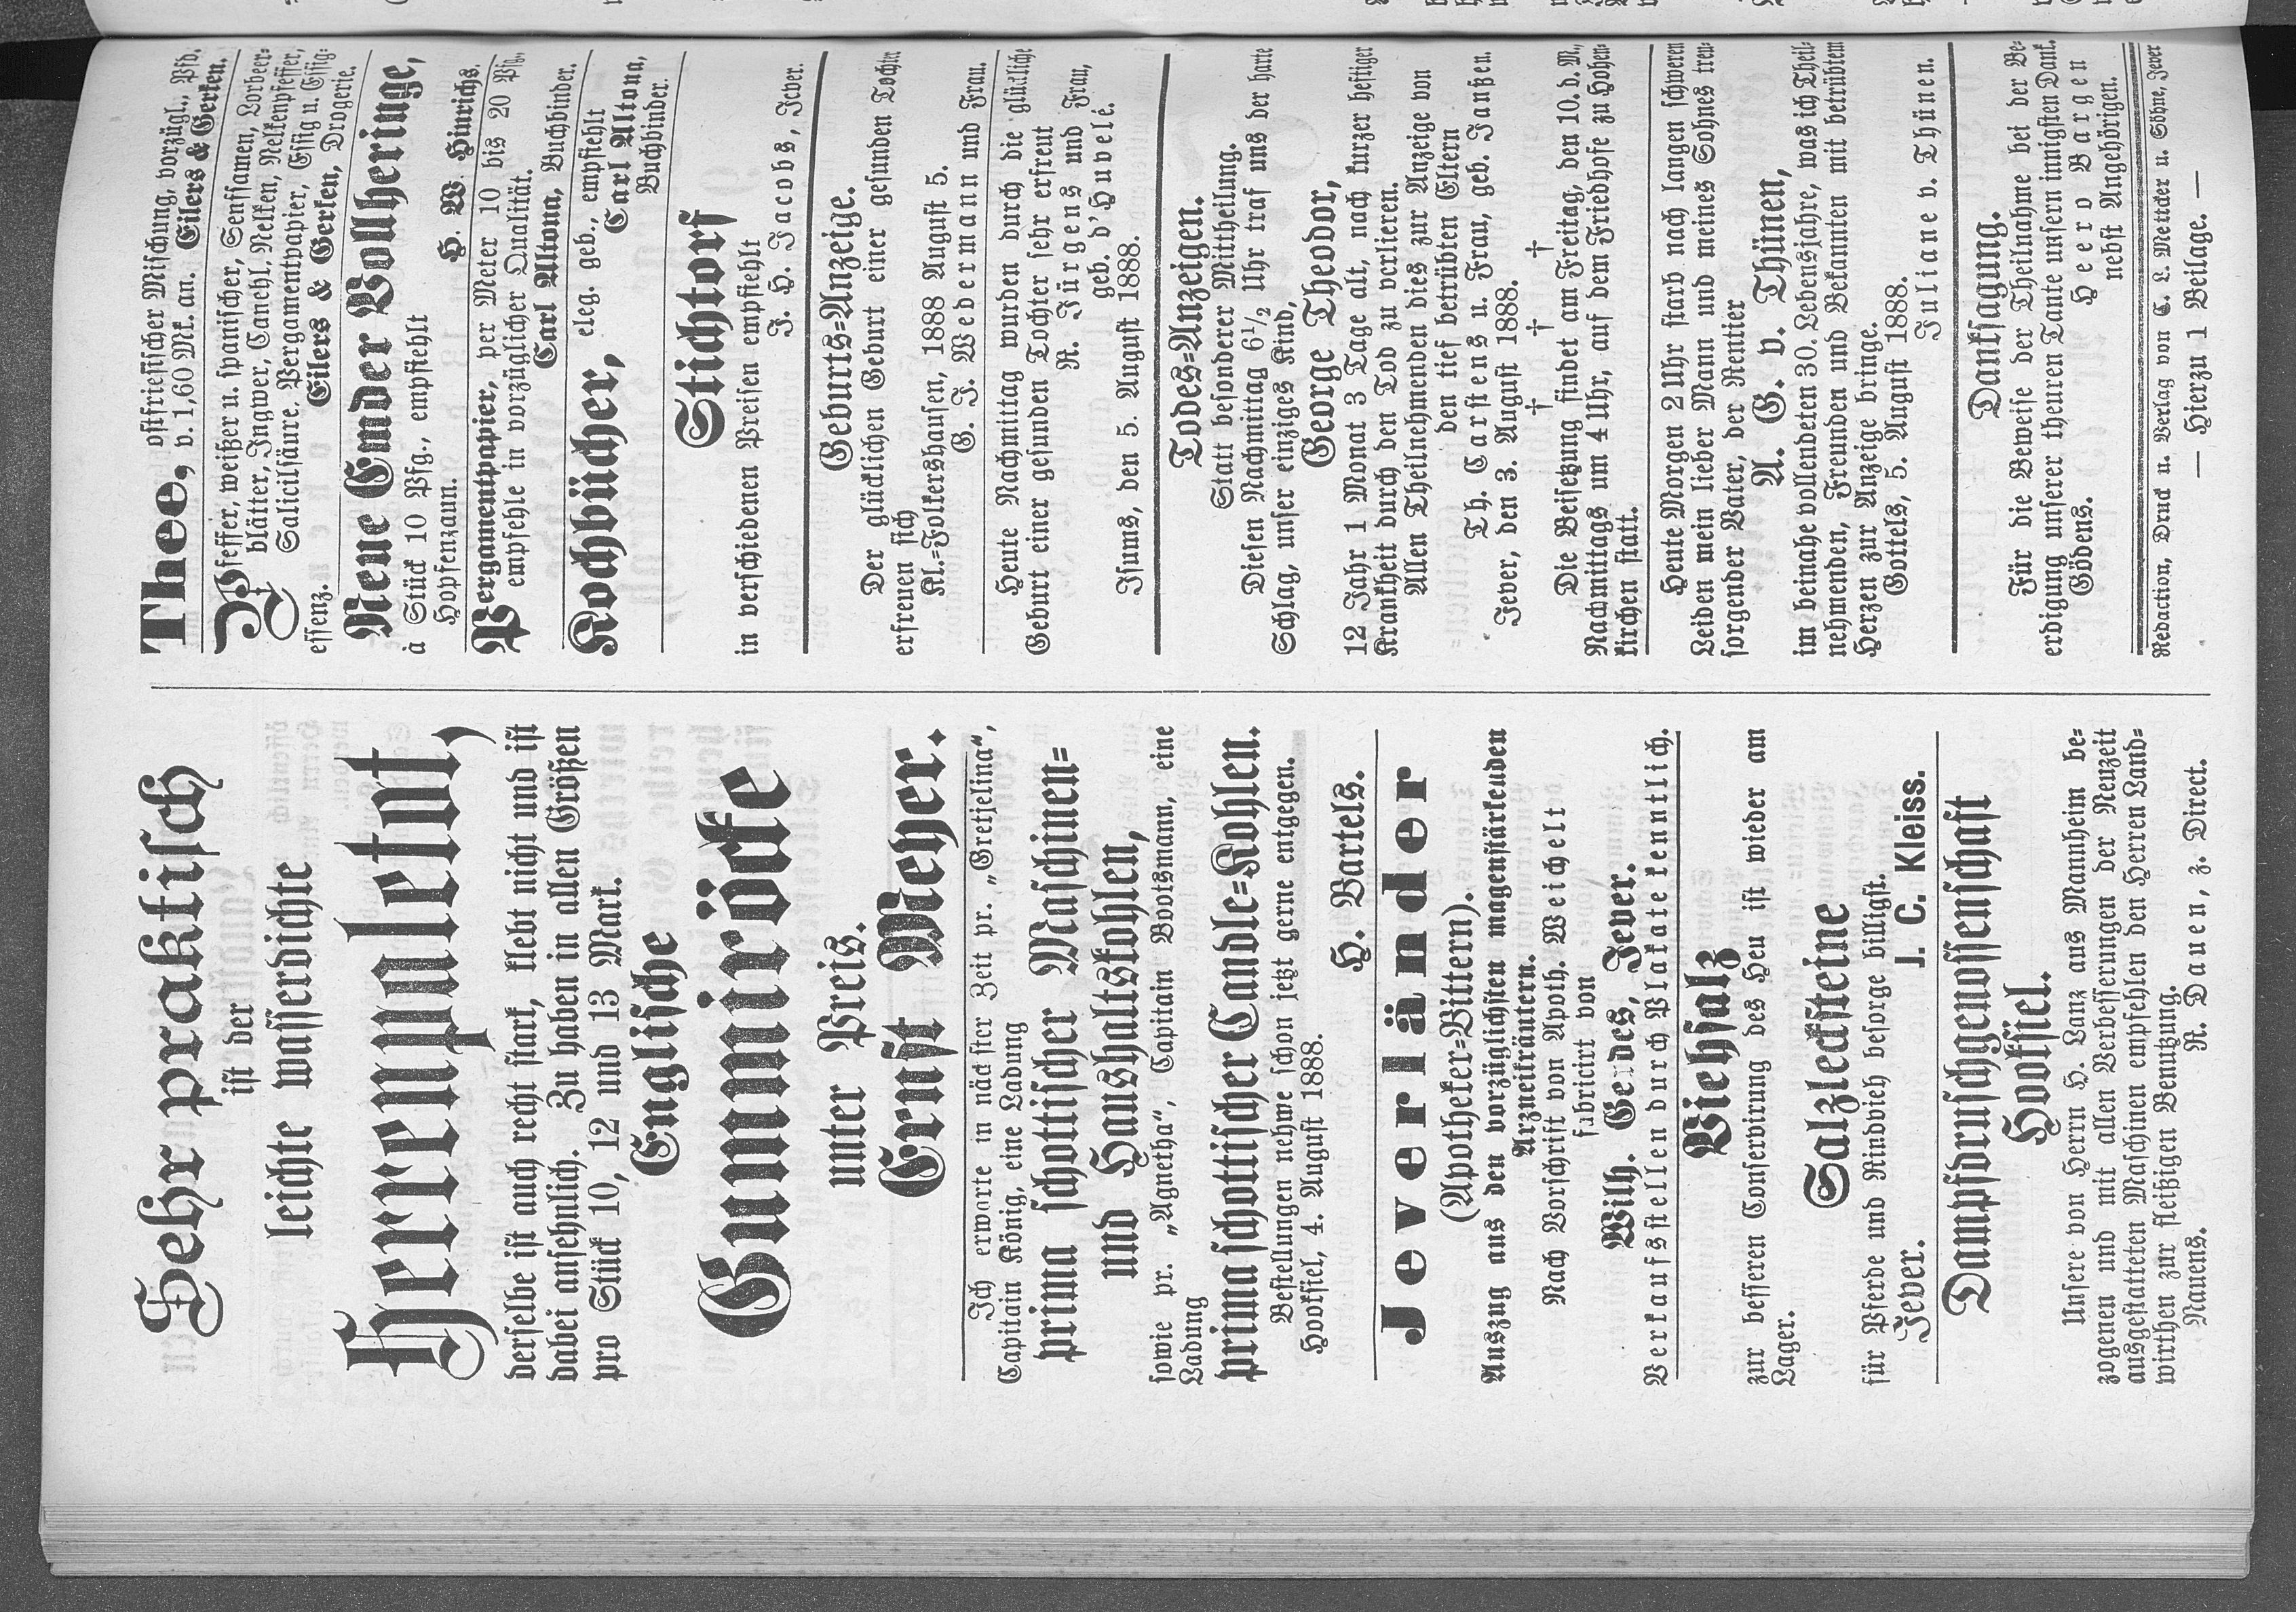 Sehr praktisch
ist der
leichte wasserdichte
Herrenpaletot,
derselbe ist auch recht stark, klebt nicht und ist
dabei ansehnlich. Zu haben in allen Größen
pro Stück 10, 12 und 13 Mark.
Englische
Gummiröcke
unter Preis.
Ernst Meyer.
Ich erwarte in nächster Zeit pr. „Gretjelina“,
Capitain König, eine Ladung
prima schottischer Maschinen=
und Haushaltskohlen,
sowie pr. „Agnetha“, Capitain Bootsmann, eine
Ladung
prima schottischer Candle=Kohlen.
Bestellungen nehme schon jetzt gerne entgegen.
Hooksiel, 4. August 1888.
H. Bartels.
Jeverländer
(Apotheker=Bittern).
Auszug aus den vorzüglichsten magenstärkenden
Arzneikräutern.
Nach Vorschrift von Apoth. Weichelt
fabricirt von
Wilh. Gerdes, Jever.
Verkaufsstellen durch Plakate kenntlich.
Viehsalz
zur besseren Conservirung des Heu ist wieder am
Lager.
Salzlecksteine
für Pferde und Rindvieh besorge billigst.
Jever. J. C. Kleiss.
Dampfdruschgenossenschaft
Hooksiel.
Unsere von Herrn H. Lanz aus Mannheim be=
zogenen und mit allen Verbesserungen der Neuzeit
ausgestatteten Maschinen empfehlen den Herren Land=
wirthen zur fleißigen Benutzung.
Nauens. R. Dauen, z. Direct.
Thee, ostfriesischer Mischung, vorzügl., Pfd.
v. 1,60 Mk. an. Eilers & Gerken.
Pfeffer, weißer u. spanischer, Senfsamen, Lorbeer=
blätter, Ingwer, Canehl, Nelken, Nelkenpfeffer,
Salicilsäure, Pergamentpapier, Essig u. Essig=
essenz. Eilers & Gerken, Drogerie.
Neue Emder Vollheringe,
à Stück 10 Pfg., empfiehlt
Hopfenzaun. H. W. Hinrichs.
Pergamentpapier, per Meter 10 bis 20 Pfg.
empfehle in vorzüglicher Qualität.
Carl Altona, Buchbinder.
Kochbücher, eleg. geb., empfiehlt
Carl Altona,
Buchbinder.
Stichtorf
in verschiedenen Preisen empfiehlt
J. H. Jacobs, Jever.
Geburts=Anzeige.
Der glücklichen Geburt einer gesunden Tochter
erfreuen sich
Kl.=Folkershausen, 1888 August 5.
G. J. Wedermann und Frau.
Heute Nachmittag wurden durch die glückliche
Geburt einer gesunden Tochter sehr erfreut
R. Jürgens und Frau,
geb. d'Huvelé.
Isums, den 5. August 1888.
Todes=Anzeigen.
Statt besonderer Mittheilung.
Diesen Nachmittag 6½ Uhr traf uns der harte
Schlag, unser einziges Kind,
George Theodor,
12 Jahr 1 Monat 3 Tage alt, nach kurzer heftiger
Krankheit durch den Tod zu verlieren.
Allen Theilnehmenden dies zur Anzeige von
den tief betrübten Eltern
Th. Carstens u. Frau, geb. Janßen.
Jever, den 3. August 1888.
† † †
Die Beisetzung findet am Freitag, den 10. d. M.,
Nachmittags um 4 Uhr, auf dem Friedhofe zu Hohen=
kirchen statt.
Heute Morgen 2 Uhr starb nach langen schweren
Leiden mein lieber Mann und meines Sohnes treu=
sorgender Vater, der Rentier
A. G. v. Thünen,
im beinahe vollendeten 30. Lebensjahre, was ich Theil=
nehmenden, Freunden und Bekannten mit betrübtem
Herzen zur Anzeige bringe.
Gottels, 5. August 1888.
Juliane v. Thünen.
Danksagung.
Für die Beweise der Theilnahme bei der Be=
erdigung unserer theuren Tante unsern innigsten Dank.
Gödens. Heero Bargen
nebst Angehörigen.
Redaction, Druck u. Verlag von C. L. Mettcker u. Söhne, Jever
— Hierzu 1 Beilage. —